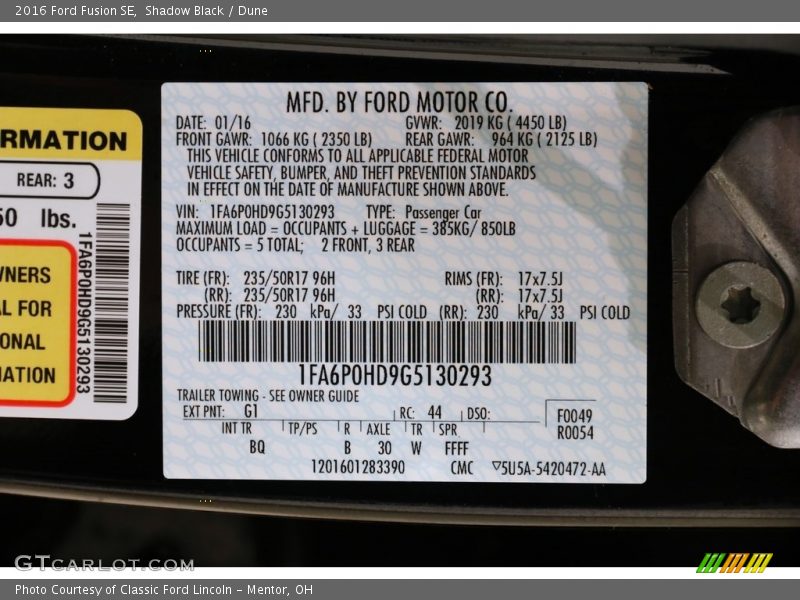 2016 Ford Fusion SE, Shadow Black / Dune
RMATION
REAR: 3
50 lbs.
WNERS
AL FOR
ONAL
MATION
1FA6P0HD9G5130293
MFD. BY FORD MOTOR CO.
DATE: 01/16 GVWR: 2019 KG ( 4450 LB)
FRONT GAWR: 1066 KG ( 2350 LB) REAR GAWR: 964 KG ( 2125 LB)
THIS VEHICLE CONFORMS TO ALL APPLICABLE FEDERAL MOTOR
VEHICLE SAFETY, BUMPER, AND THEFT PREVENTION STANDARDS
IN EFFECT ON THE DATE OF MANUFACTURE SHOWN ABOVE.
VIN: 1FA6P0HD9G5130293 TYPE: Passenger Car
MAXIMUM LOAD = OCCUPANTS + LUGGAGE = 385KG/ 850LB
OCCUPANTS = 5 TOTAL; 2 FRONT, 3 REAR
TIRE (FR): 235/50R17 96H RIMS (FR): 17x7.5J
(RR): 235/50R17 96H (RR): 17x7.5J
PRESSURE (FR): 230 kPa/ 33 PSI COLD (RR): 230 kPa/ 33 PSI COLD
1FA6P0HD9G5130293
TRAILER TOWING - SEE OWNER GUIDE
EXT PNT: G1 RC: 44 DSO:
F0049
R0054
INT TR TP/PS R AXLE TR SPR
BQ B 30 W FFFF
1201601283390 CMC ▽5U5A-5420472-AA
GTCARLOT.COM
Photo Courtesy of Classic Ford Lincoln - Mentor, OH